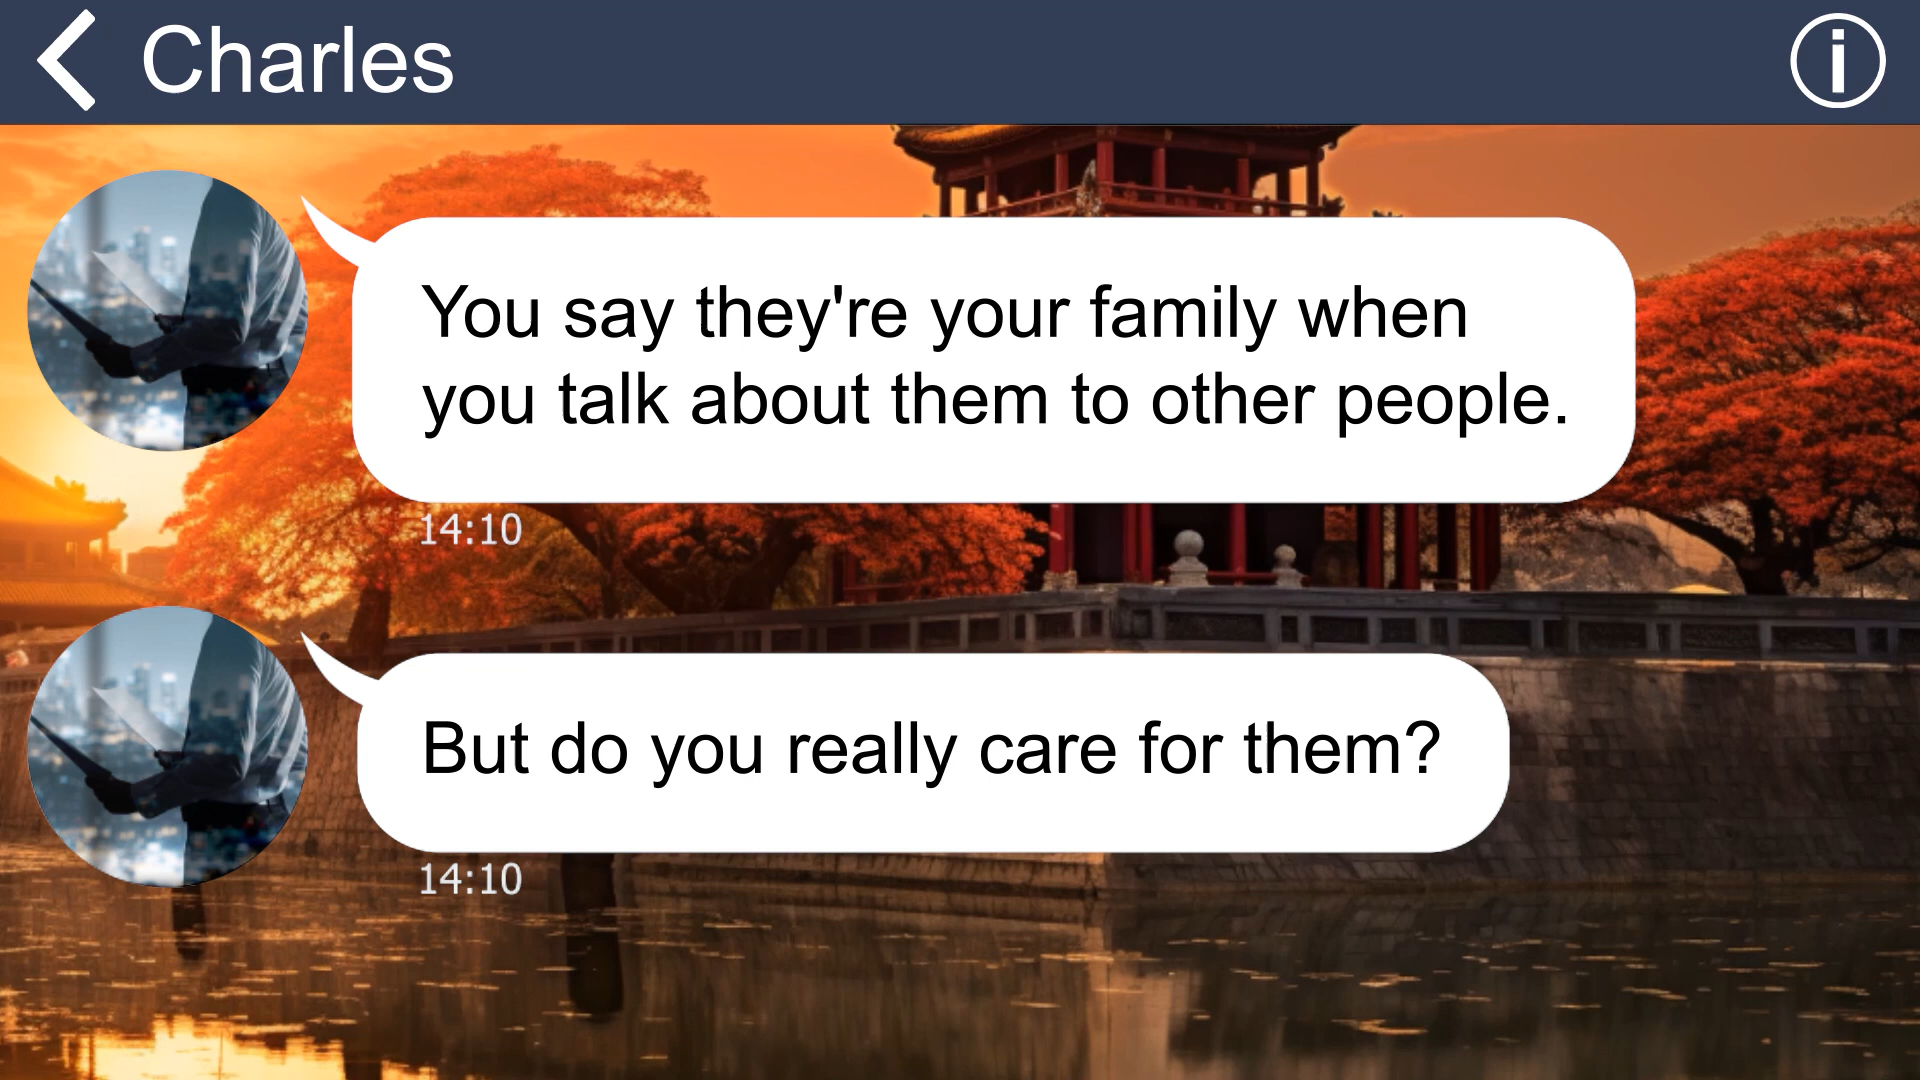 Charles
You say they're your family when
you talk about them to other people.
14:10
But do you really care for them?
14:10